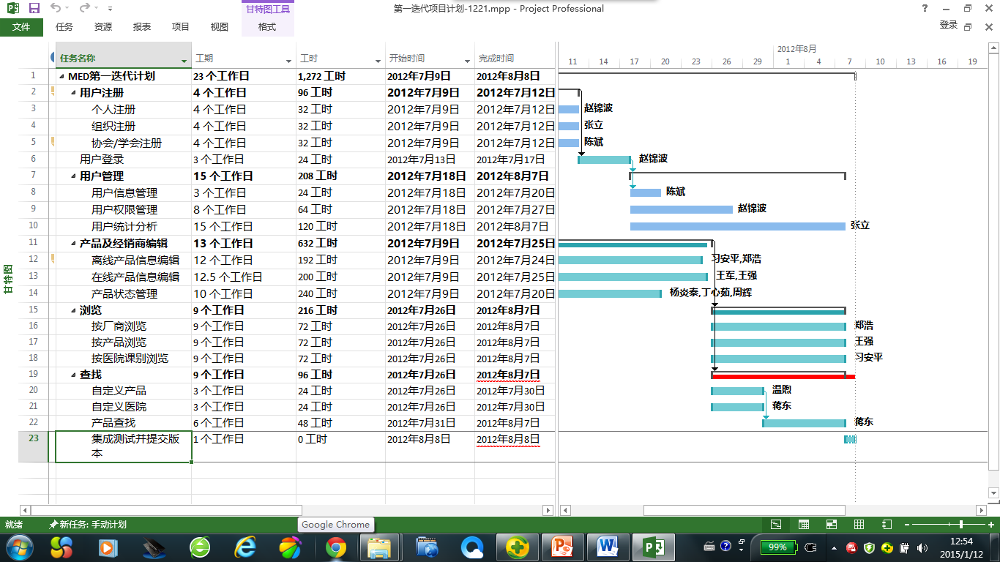 第一迭代项目计划-1221.mpp - Project Professional
甘特图工具
文件 任务 资源 报表 项目 视图 格式 登录
任务名称 工期 工时 开始时间 完成时间
2012年8月
11 14 17 20 23 26 29 1 4 7 10 13 16 19
1 MED第一迭代计划 23 个工作日 1,272 工时 2012年7月9日 2012年8月8日
2 用户注册 4 个工作日 96 工时 2012年7月9日 2012年7月12日
3 个人注册 4 个工作日 32 工时 2012年7月9日 2012年7月12日 赵锦波
4 组织注册 4 个工作日 32 工时 2012年7月9日 2012年7月12日 张立
5 协会/学会注册 4 个工作日 32 工时 2012年7月9日 2012年7月12日 陈斌
6 用户登录 3 个工作日 24 工时 2012年7月13日 2012年7月17日 赵锦波
7 用户管理 15 个工作日 208 工时 2012年7月18日 2012年8月7日
8 用户信息管理 3 个工作日 24 工时 2012年7月18日 2012年7月20日 陈斌
9 用户权限管理 8 个工作日 64 工时 2012年7月18日 2012年7月27日 赵锦波
10 用户统计分析 15 个工作日 120 工时 2012年7月18日 2012年8月7日 张立
11 产品及经销商编辑 13 个工作日 632 工时 2012年7月9日 2012年7月25日
12 离线产品信息编辑 12 个工作日 192 工时 2012年7月9日 2012年7月24日 习安平,郑浩
13 在线产品信息编辑 12.5 个工作日 200 工时 2012年7月9日 2012年7月25日 王军,王强
14 产品状态管理 10 个工作日 240 工时 2012年7月9日 2012年7月20日 杨炎泰,丁心茹,周辉
15 浏览 9 个工作日 216 工时 2012年7月26日 2012年8月7日
16 按厂商浏览 9 个工作日 72 工时 2012年7月26日 2012年8月7日 郑浩
17 按产品浏览 9 个工作日 72 工时 2012年7月26日 2012年8月7日 王强
18 按医院课别浏览 9 个工作日 72 工时 2012年7月26日 2012年8月7日 习安平
19 查找 9 个工作日 96 工时 2012年7月26日 2012年8月7日
20 自定义产品 3 个工作日 24 工时 2012年7月26日 2012年7月30日 温煦
21 自定义医院 3 个工作日 24 工时 2012年7月26日 2012年7月30日 蒋东
22 产品查找 6 个工作日 48 工时 2012年7月31日 2012年8月7日 蒋东
23 集成测试并提交版 1 个工作日 0 工时 2012年8月8日 2012年8月8日
本
甘特图
就绪 新任务: 手动计划
Google Chrome
99%
12:54
2015/1/12